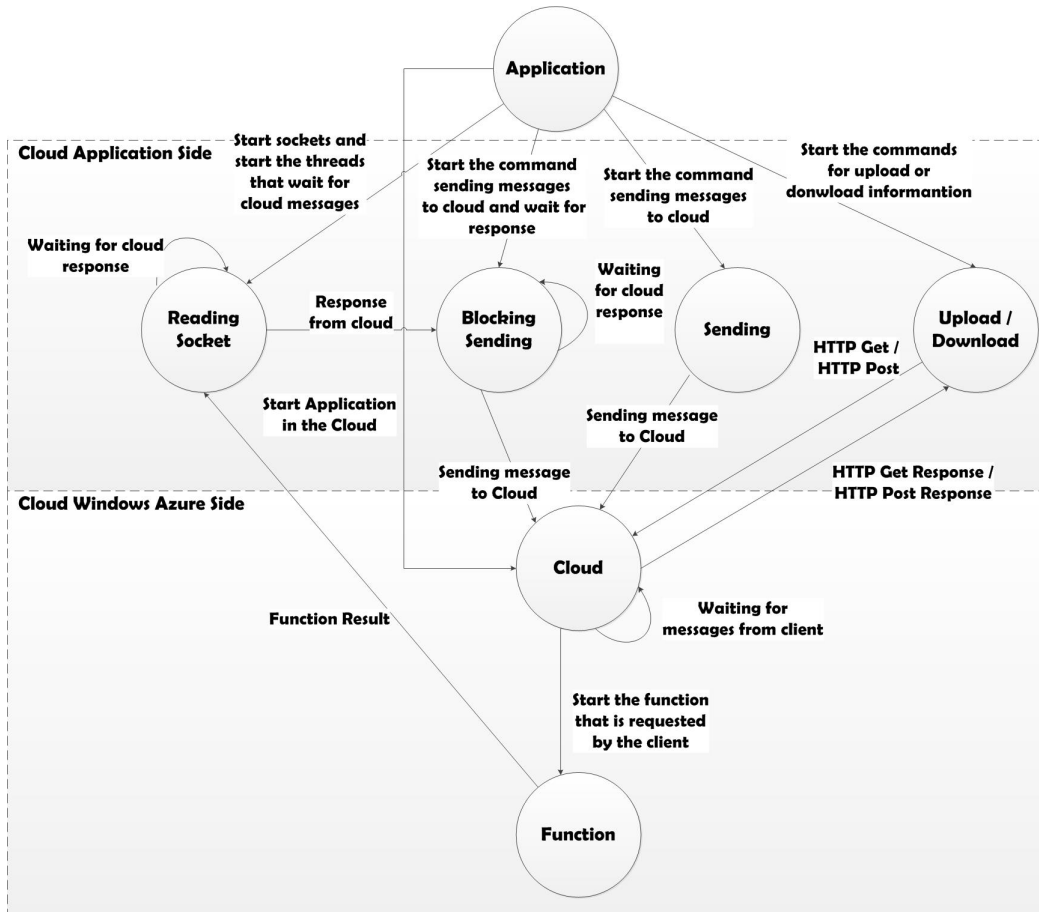 Application
Cloud Application Side
Start sockets and
start the threads
that wait for
cloud messages
Start the command
sending messages
to cloud and wait for
response
Start the command
sending messages
to cloud
Start the commands
for upload or
donwload informantion
Waiting for cloud
response
Reading
Socket
Response
from cloud
Blocking
Sending
Waiting
for cloud
response
Sending
Upload /
Download
HTTP Get /
HTTP Post
Start Application
in the Cloud
Sending message
to Cloud
Sending message
to Cloud
HTTP Get Response /
HTTP Post Response
Cloud Windows Azure Side
Cloud
Waiting for
messages from client
Function Result
Start the function
that is requested
by the client
Function